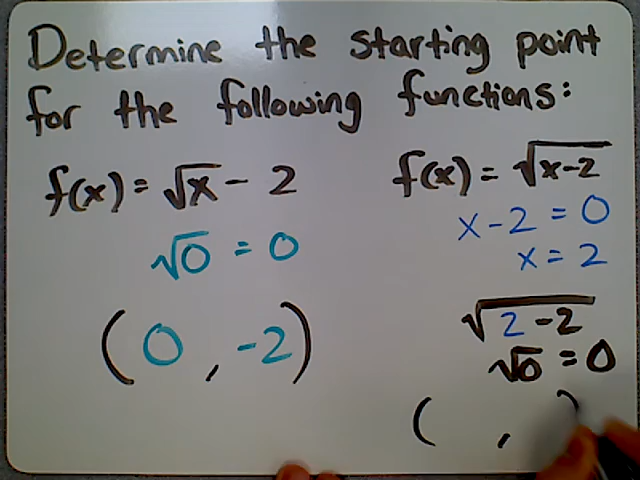 Determine the starting point
for the following functions:
f(x) = √x - 2
√0 = 0
(0, -2)
f(x) = √x-2
x - 2 = 0
x = 2
√2-2
√0 = 0
( , )